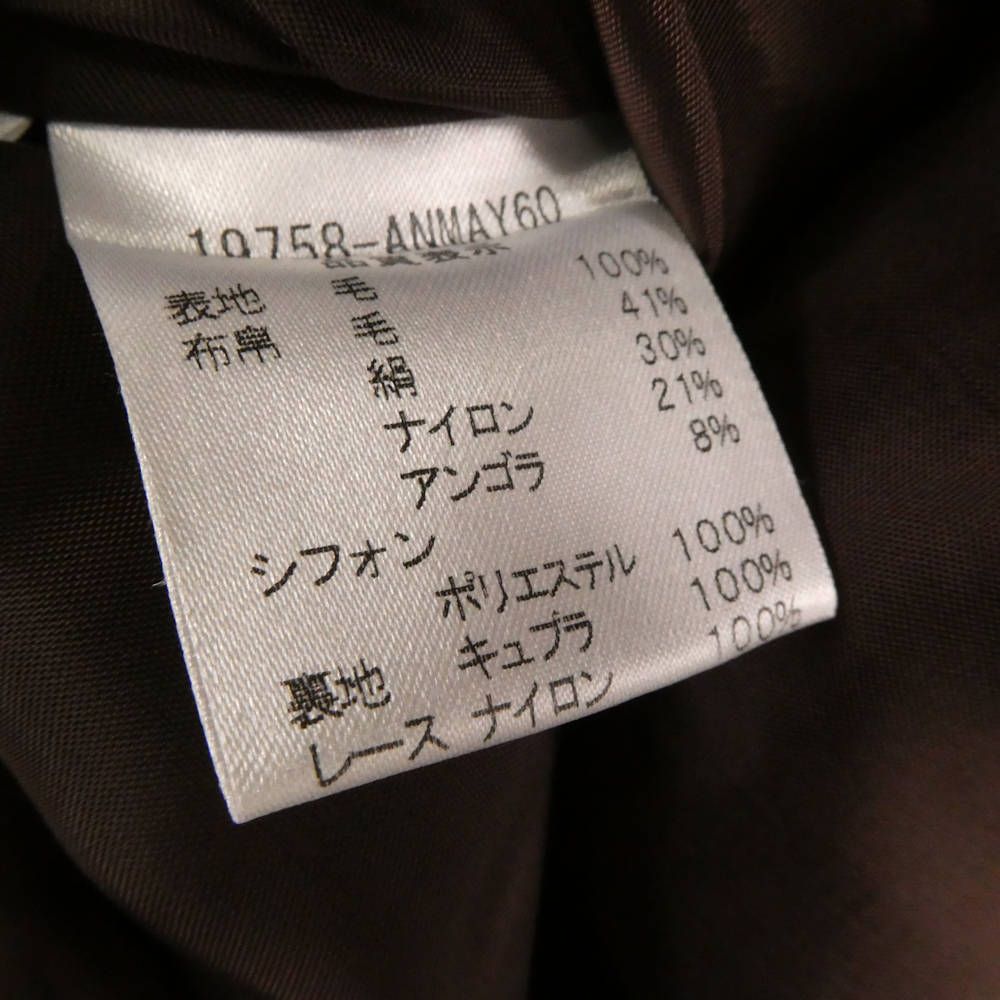 19758-ANMAY60
品質表示
表地 毛 100%
布帛 毛 41%
絹 30%
ナイロン 21%
アンゴラ 8%
シフォン
ポリエステル 100%
裏地 キュプラ 100%
レース ナイロン 100%